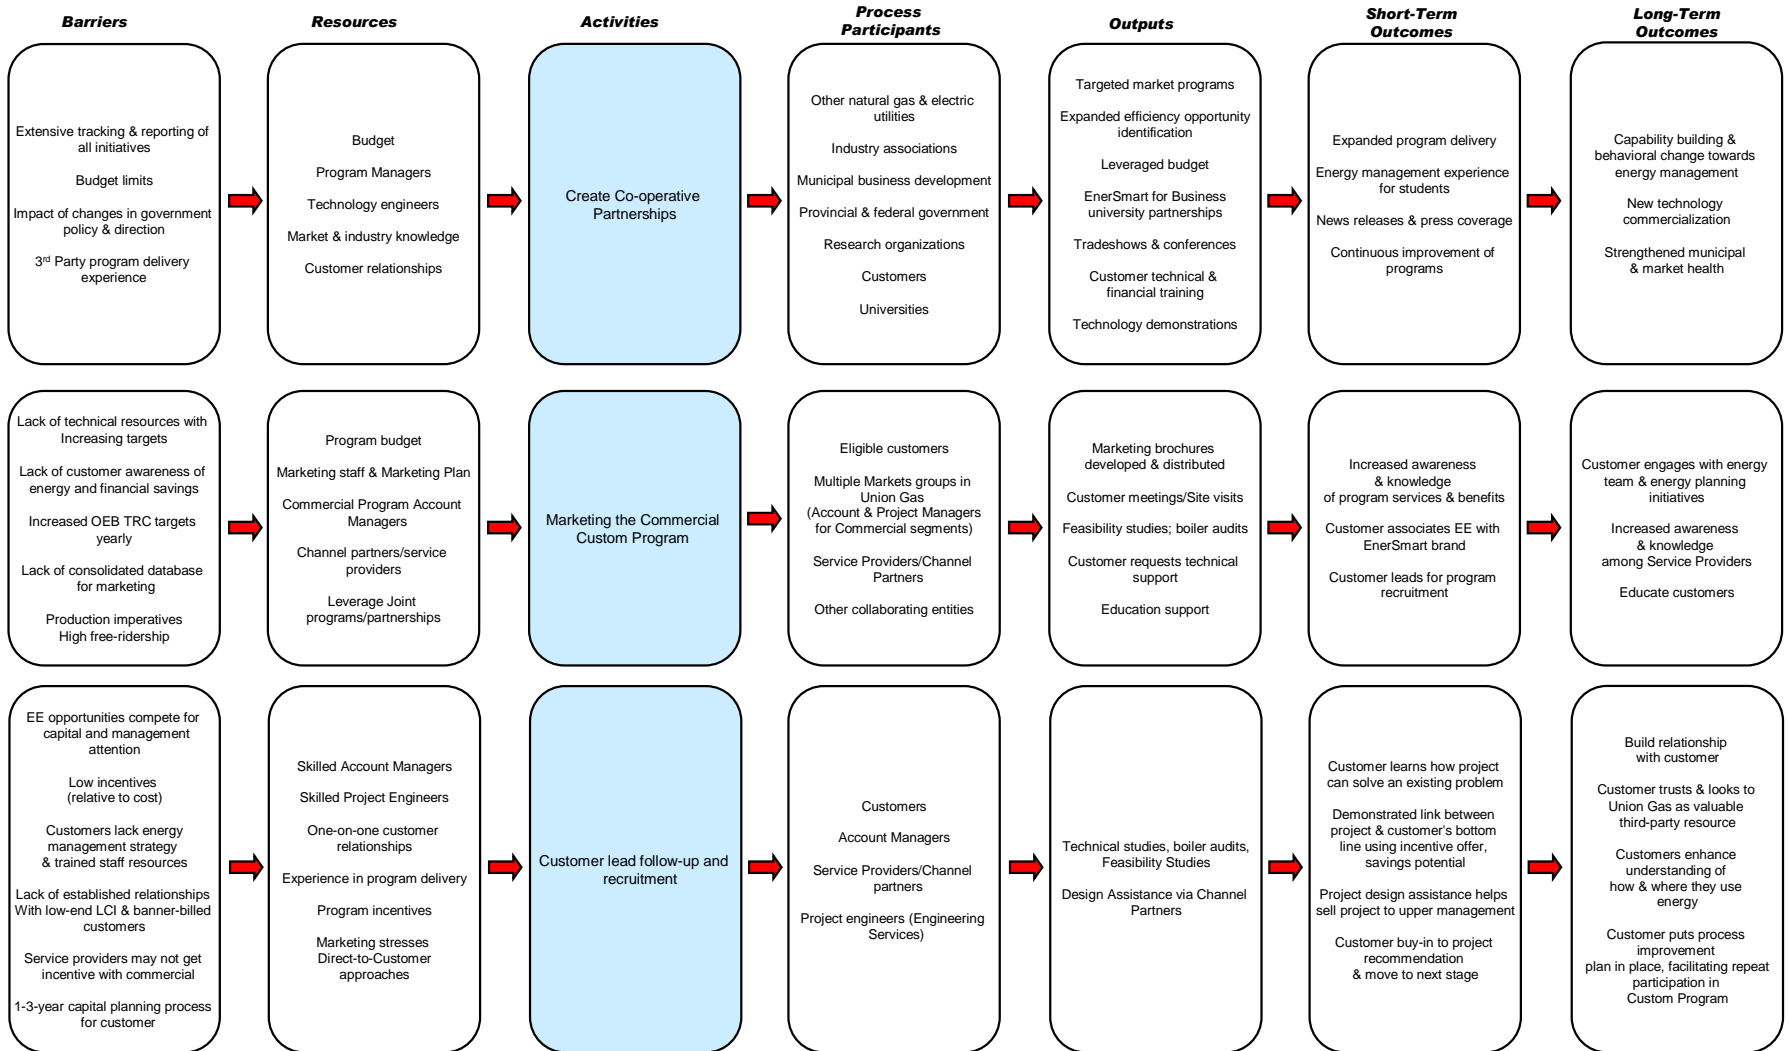 Barriers
Resources
Activities
Process
Participants
Outputs
Short-Term
Outcomes
Long-Term
Outcomes
Extensive tracking & reporting of
all initiatives
Budget limits
Impact of changes in government
policy & direction
3rd Party program delivery
experience
Budget
Program Managers
Technology engineers
Market & industry knowledge
Customer relationships
Create Co-operative
Partnerships
Other natural gas & electric
utilities
Industry associations
Municipal business development
Provincial & federal government
Research organizations
Customers
Universities
Targeted market programs
Expanded efficiency opportunity
identification
Leveraged budget
EnerSmart for Business
university partnerships
Tradeshows & conferences
Customer technical &
financial training
Technology demonstrations
Expanded program delivery
Energy management experience
for students
News releases & press coverage
Continuous improvement of
programs
Capability building &
behavioral change towards
energy management
New technology
commercialization
Strengthened municipal
& market health
Lack of technical resources with
Increasing targets
Lack of customer awareness of
energy and financial savings
Increased OEB TRC targets
yearly
Lack of consolidated database
for marketing
Production imperatives
High free-ridership
Program budget
Marketing staff & Marketing Plan
Commercial Program Account
Managers
Channel partners/service
providers
Leverage Joint
programs/partnerships
Marketing the Commercial
Custom Program
Eligible customers
Multiple Markets groups in
Union Gas
(Account & Project Managers
for Commercial segments)
Service Providers/Channel
Partners
Other collaborating entities
Marketing brochures
developed & distributed
Customer meetings/Site visits
Feasibility studies; boiler audits
Customer requests technical
support
Education support
Increased awareness
& knowledge
of program services & benefits
Customer associates EE with
EnerSmart brand
Customer leads for program
recruitment
Customer engages with energy
team & energy planning
initiatives
Increased awareness
& knowledge
among Service Providers
Educate customers
EE opportunities compete for
capital and management
attention
Low incentives
(relative to cost)
Customers lack energy
management strategy
& trained staff resources
Lack of established relationships
With low-end LCI & banner-billed
customers
Service providers may not get
incentive with commercial
1-3-year capital planning process
for customer
Skilled Account Managers
Skilled Project Engineers
One-on-one customer
relationships
Experience in program delivery
Program incentives
Marketing stresses
Direct-to-Customer
approaches
Customer lead follow-up and
recruitment
Customers
Account Managers
Service Providers/Channel
partners
Project engineers (Engineering
Services)
Technical studies, boiler audits,
Feasibility Studies
Design Assistance via Channel
Partners
Customer learns how project
can solve an existing problem
Demonstrated link between
project & customer's bottom
line using incentive offer,
savings potential
Project design assistance helps
sell project to upper management
Customer buy-in to project
recommendation
& move to next stage
Build relationship
with customer
Customer trusts & looks to
Union Gas as valuable
third-party resource
Customers enhance
understanding of
how & where they use
energy
Customer puts process
improvement
plan in place, facilitating repeat
participation in
Custom Program